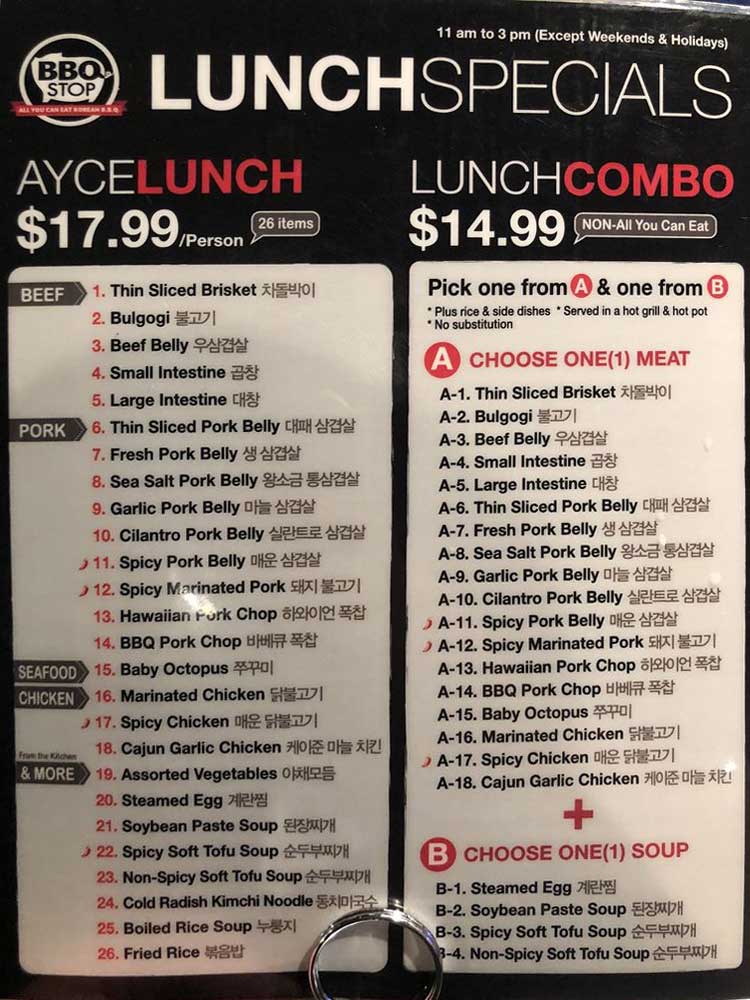 11 am to 3 pm (Except Weekends & Holidays)
BBQ
STOP
ALL YOU CAN EAT KOREAN B.B.Q
LUNCHSPECIALS
AYCELUNCH
$17.99/Person
26 items
BEEF
1. Thin Sliced Brisket 차돌박이
2. Bulgogi 불고기
3. Beef Belly 우삼겹살
4. Small Intestine 곱창
5. Large Intestine 대창
PORK
6. Thin Sliced Pork Belly 대패 삼겹살
7. Fresh Pork Belly 생 삼겹살
8. Sea Salt Pork Belly 왕소금 통삼겹살
9. Garlic Pork Belly 마늘 삼겹살
10. Cilantro Pork Belly 실란트로 삼겹살
11. Spicy Pork Belly 매운 삼겹살
12. Spicy Marinated Pork 돼지 불고기
13. Hawaiian Pork Chop 하와이언 폭찹
14. BBQ Pork Chop 바베큐 폭찹
SEAFOOD
15. Baby Octopus 쭈꾸미
CHICKEN
16. Marinated Chicken 닭불고기
17. Spicy Chicken 매운 닭불고기
18. Cajun Garlic Chicken 케이준 마늘 치킨
From the Kitchen
& MORE
19. Assorted Vegetables 야채모듬
20. Steamed Egg 계란찜
21. Soybean Paste Soup 된장찌개
22. Spicy Soft Tofu Soup 순두부찌개
23. Non-Spicy Soft Tofu Soup 순두부찌개
24. Cold Radish Kimchi Noodle 동치미국수
25. Boiled Rice Soup 누룽지
26. Fried Rice 볶음밥
LUNCHCOMBO
$14.99
NON-All You Can Eat
Pick one from A & one from B
* Plus rice & side dishes * Served in a hot grill & hot pot
* No substitution
A CHOOSE ONE(1) MEAT
A-1. Thin Sliced Brisket 차돌박이
A-2. Bulgogi 불고기
A-3. Beef Belly 우삼겹살
A-4. Small Intestine 곱창
A-5. Large Intestine 대창
A-6. Thin Sliced Pork Belly 대패 삼겹살
A-7. Fresh Pork Belly 생 삼겹살
A-8. Sea Salt Pork Belly 왕소금 통삼겹살
A-9. Garlic Pork Belly 마늘 삼겹살
A-10. Cilantro Pork Belly 실란트로 삼겹살
A-11. Spicy Pork Belly 매운 삼겹살
A-12. Spicy Marinated Pork 돼지 불고기
A-13. Hawaiian Pork Chop 하와이언 폭찹
A-14. BBQ Pork Chop 바베큐 폭찹
A-15. Baby Octopus 쭈꾸미
A-16. Marinated Chicken 닭불고기
A-17. Spicy Chicken 매운 닭불고기
A-18. Cajun Garlic Chicken 케이준 마늘 치킨
+
B CHOOSE ONE(1) SOUP
B-1. Steamed Egg 계란찜
B-2. Soybean Paste Soup 된장찌개
B-3. Spicy Soft Tofu Soup 순두부찌개
B-4. Non-Spicy Soft Tofu Soup 순두부찌개